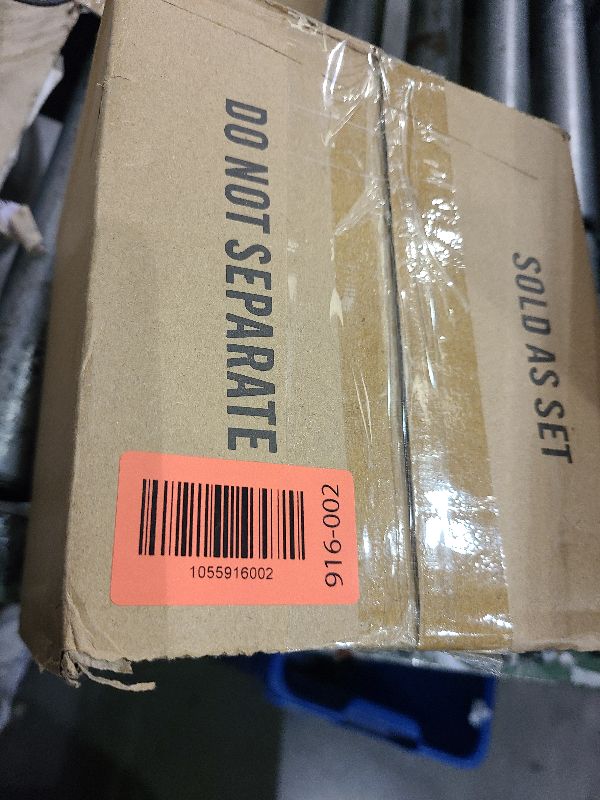 DO NOT SEPARATE
SOLD AS SET
1055916002
916-002